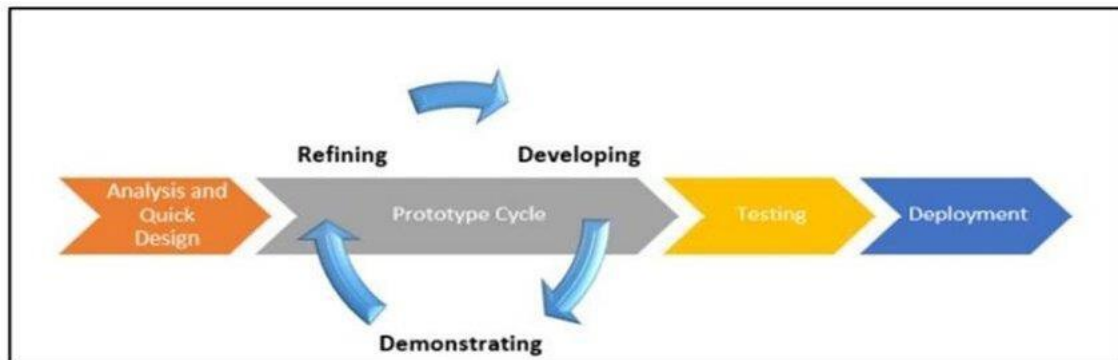 Refining
Developing
Analysis and
Quick
Design
Prototype Cycle
Testing
Deployment
Demonstrating